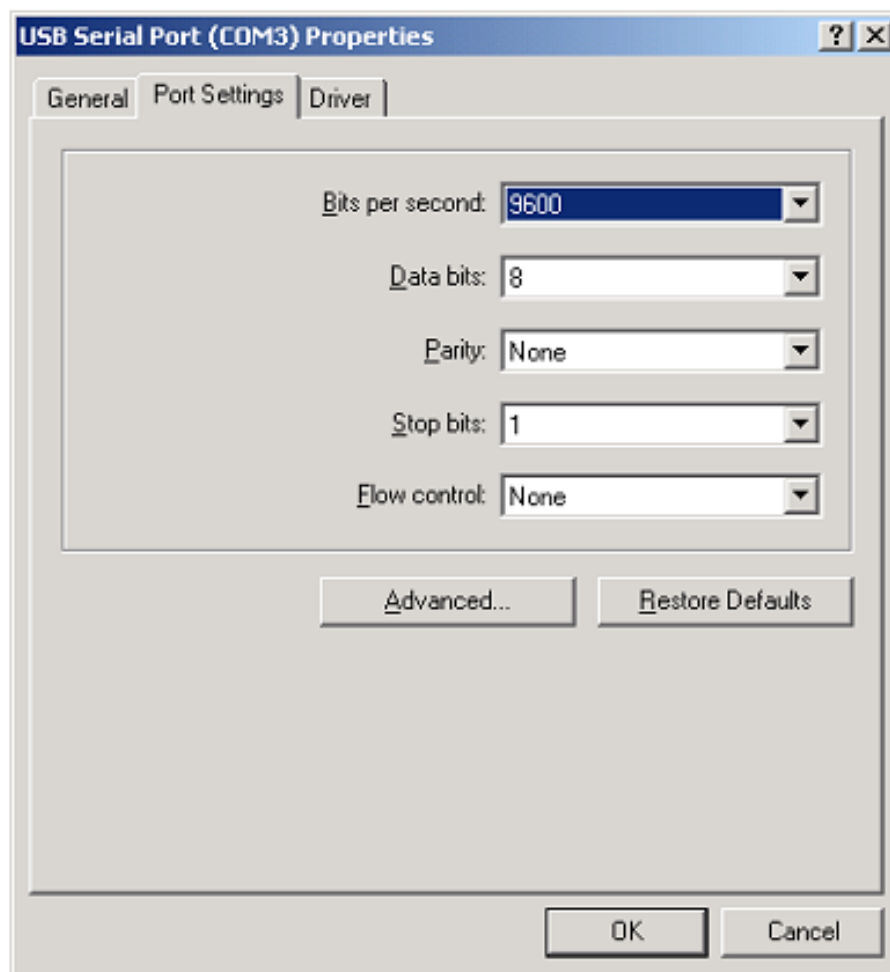 USB Serial Port (COM3) Properties
General Port Settings Driver
Bits per second: 9600
Data bits: 8
Parity: None
Stop bits: 1
Flow control: None
Advanced... Restore Defaults
OK Cancel